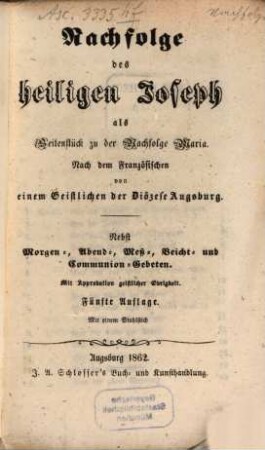 Asc. 3335
Nachfolge
des
heiligen Joseph
als
Seitenstück zu der Nachfolge Mariä.
Nach dem Französischen
von
einem Geistlichen der Diözese Augsburg.
Nebst
Morgen-, Abend-, Meß-, Beicht- und
Communion-Gebeten.
Mit Approbation geistlicher Obrigkeit.
Fünfte Auflage.
Mit einem Stahlstich
Augsburg 1862.
J. A. Schlosser's Buch- und Kunsthandlung.